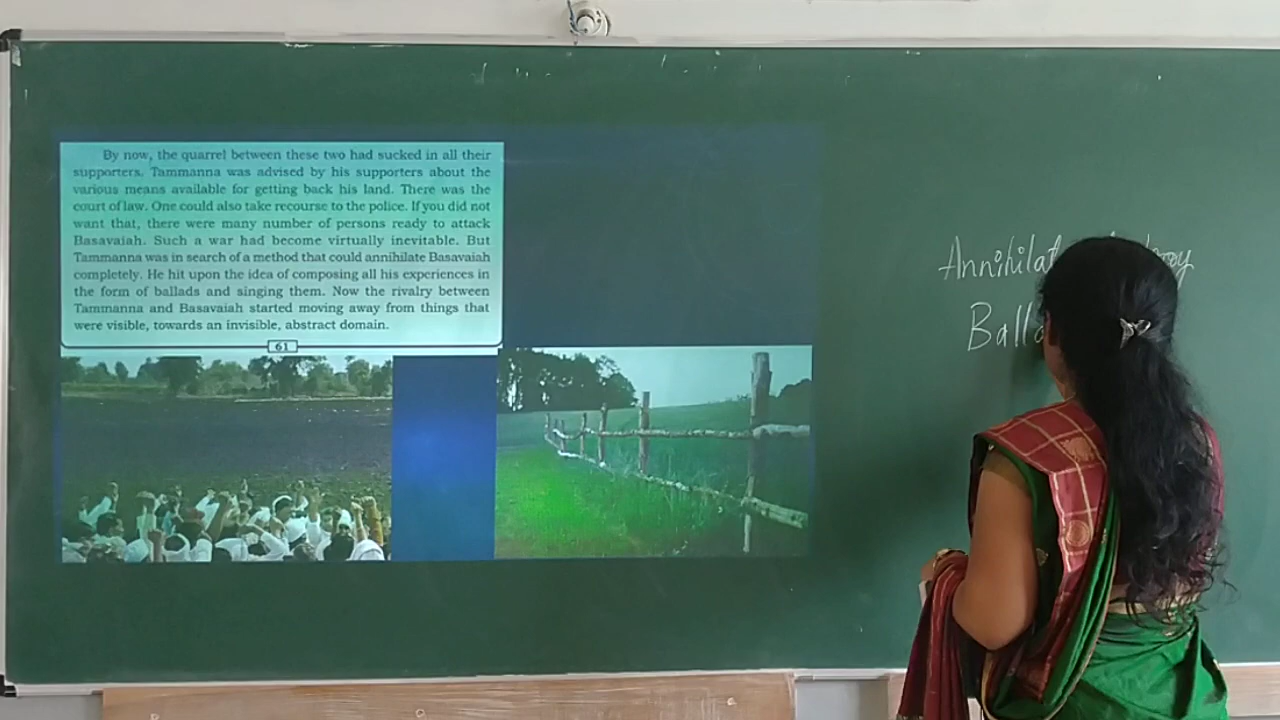 By now, the quarrel between these two had sucked in all their
supporters. Tammanna was advised by his supporters about the
various means available for getting back his land. There was the
court of law. One could also take recourse to the police. If you did not
want that, there were many number of persons ready to attack
Basavaiah. Such a war had become virtually inevitable. But
Tammanna was in search of a method that could annihilate Basavaiah
completely. He hit upon the idea of composing all his experiences in
the form of ballads and singing them. Now the rivalry between
Tammanna and Basavaiah started moving away from things that
were visible, towards an invisible, abstract domain.
61